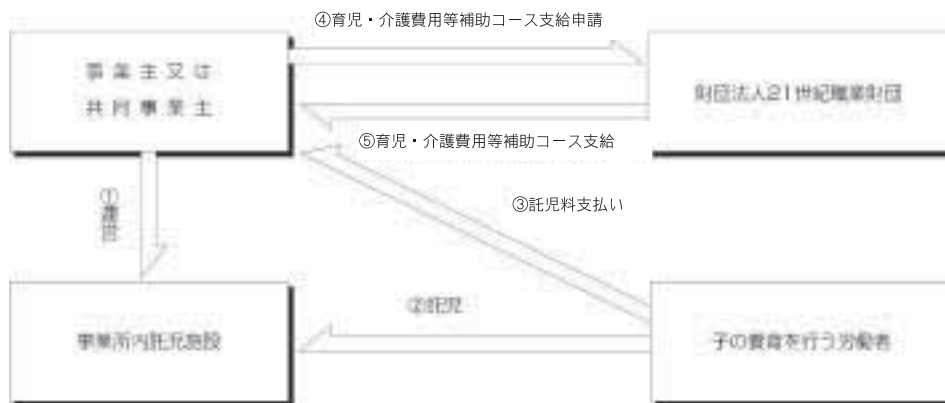 ④育児・介護費用等補助コース支給申請
事業主又は
共同事業主
財団法人21世紀職業財団
⑤育児・介護費用等補助コース支給
③託児料支払い
①運営
②託児
事業所内託児施設
子の養育を行う労働者